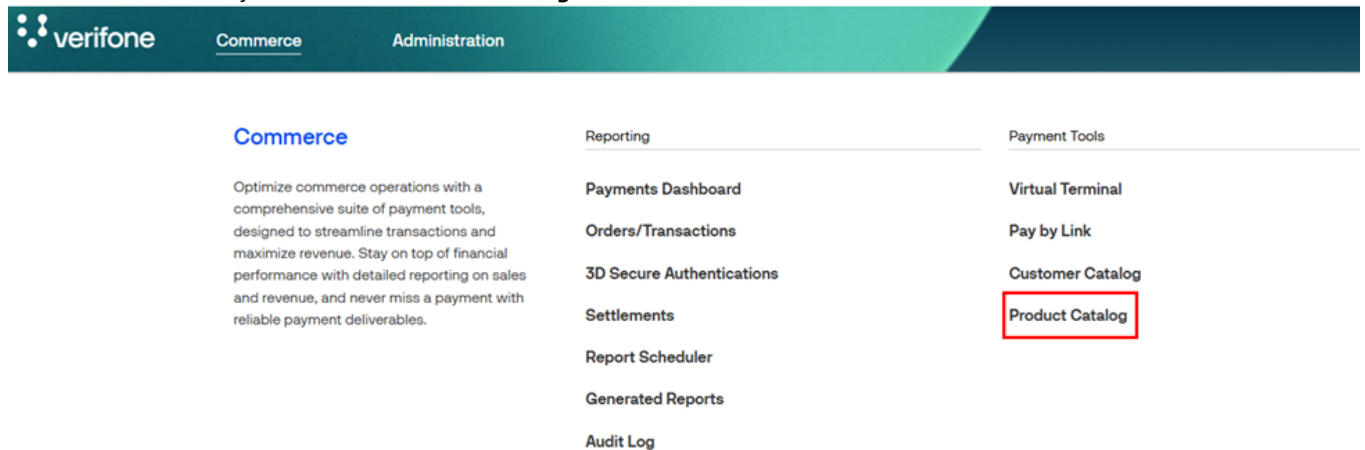 verifone
Commerce
Administration
Commerce
Optimize commerce operations with a
comprehensive suite of payment tools,
designed to streamline transactions and
maximize revenue. Stay on top of financial
performance with detailed reporting on sales
and revenue, and never miss a payment with
reliable payment deliverables.
Reporting
Payments Dashboard
Orders/Transactions
3D Secure Authentications
Settlements
Report Scheduler
Generated Reports
Audit Log
Payment Tools
Virtual Terminal
Pay by Link
Customer Catalog
Product Catalog